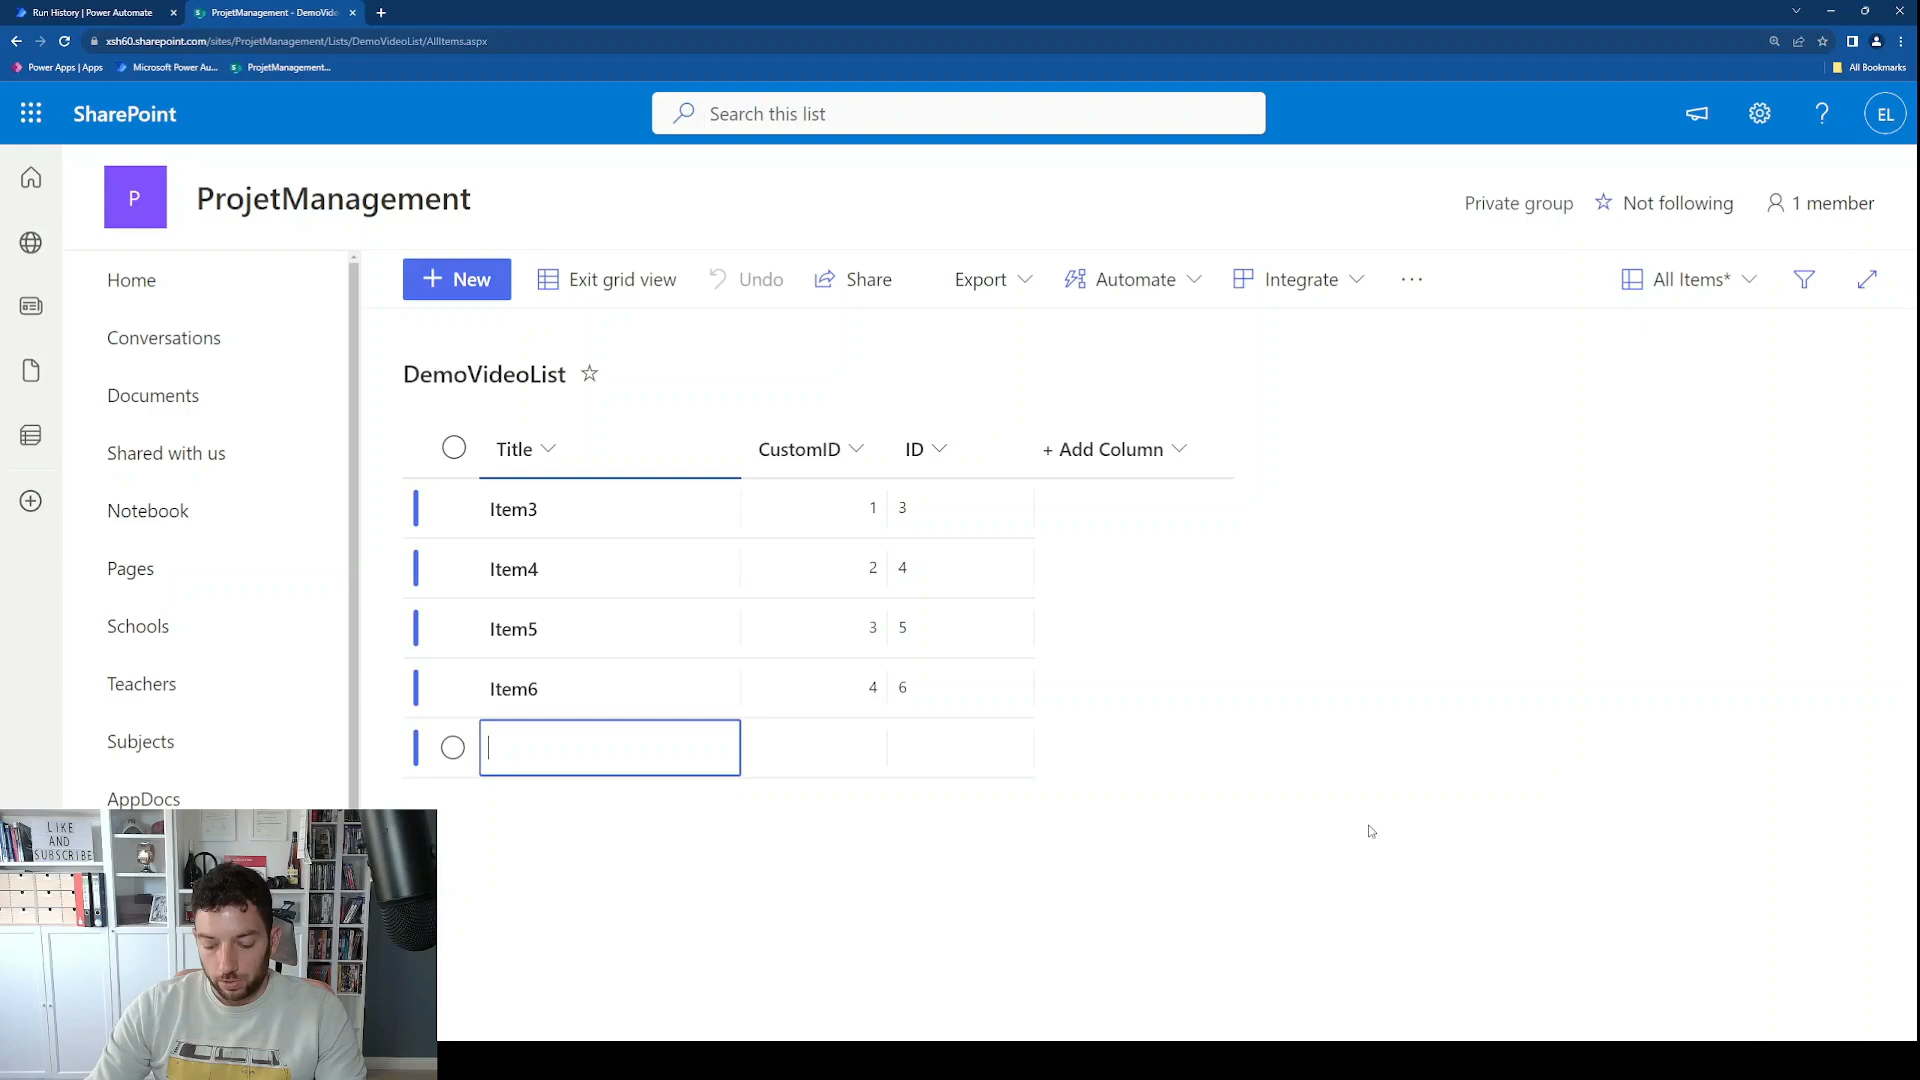 Run History | Power Automate
ProjetManagement - DemoVide
xsh60.sharepoint.com/sites/ProjetManagement/Lists/DemoVideoList/AllItems.aspx
Power Apps | Apps
Microsoft Power Au...
ProjetManagement...
All Bookmarks
SharePoint
Search this list
EL
P
ProjetManagement
Private group
Not following
1 member
Home
Conversations
Documents
Shared with us
Notebook
Pages
Schools
Teachers
Subjects
AppDocs
+ New
Exit grid view
Undo
Share
Export
Automate
Integrate
...
All Items*
DemoVideoList
Title CustomID ID + Add Column
Item3 1 3
Item4 2 4
Item5 3 5
Item6 4 6
LIKE
AND
SUBSCRIBE